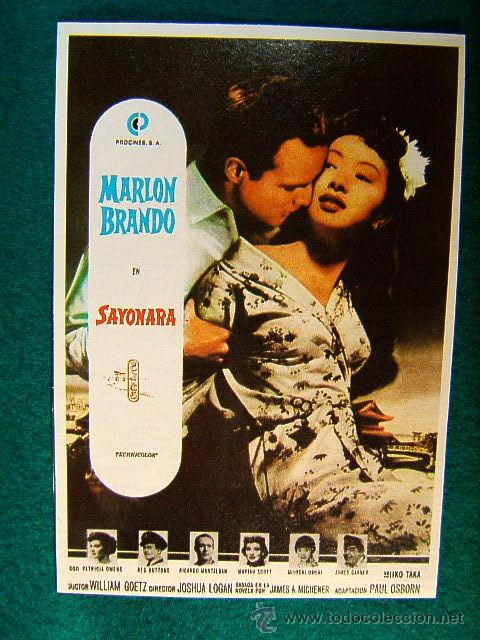 PROCINES, S. A.
MARLON
BRANDO
EN
SAYONARA
TECHNICOLOR
CON PATRICIA OWENS
RED BUTTONS
RICARDO MONTALBAN
MARTHA SCOTT
MIYOSHI UMEKI
JAMES GARNER
MIIKO TAKA
DUCTOR WILLIAM GOETZ DIRECTOR JOSHUA LOGAN BASADA EN LA NOVELA POR JAMES A. MICHENER ADAPTACION PAUL OSBORN
© www.todocoleccion.net